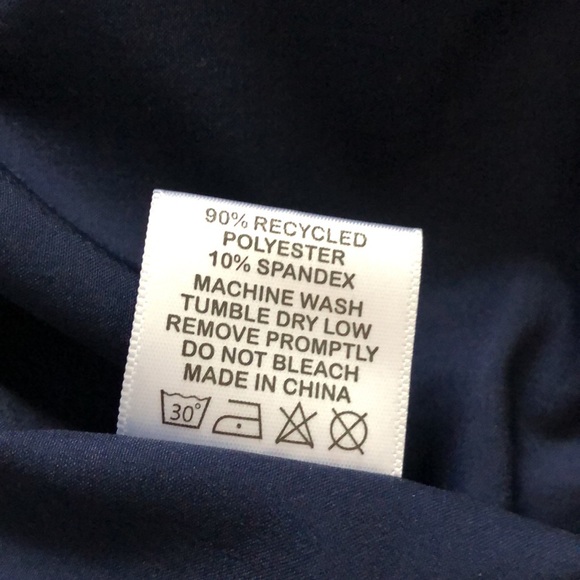 90% RECYCLED
POLYESTER
10% SPANDEX
MACHINE WASH
TUMBLE DRY LOW
REMOVE PROMPTLY
DO NOT BLEACH
MADE IN CHINA
30°